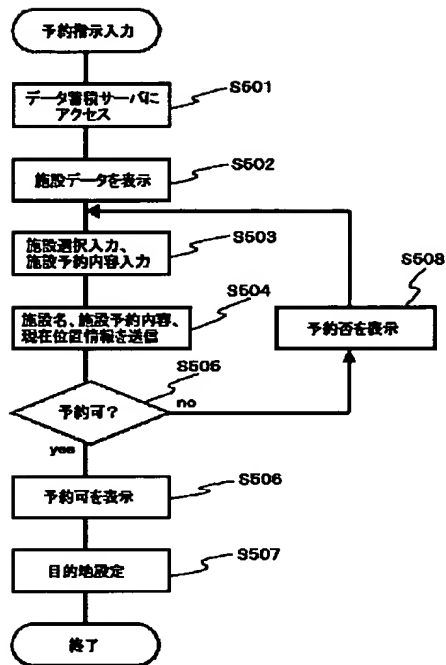 予約指示入力
S501
データ蓄積サーバに
アクセス
S502
施設データを表示
S503
施設選択入力、
施設予約内容入力
S508
予約否を表示
S504
施設名、施設予約内容、
現在位置情報を送信
S505
予約可？
no
yes
S506
予約可を表示
S507
目的地設定
終了